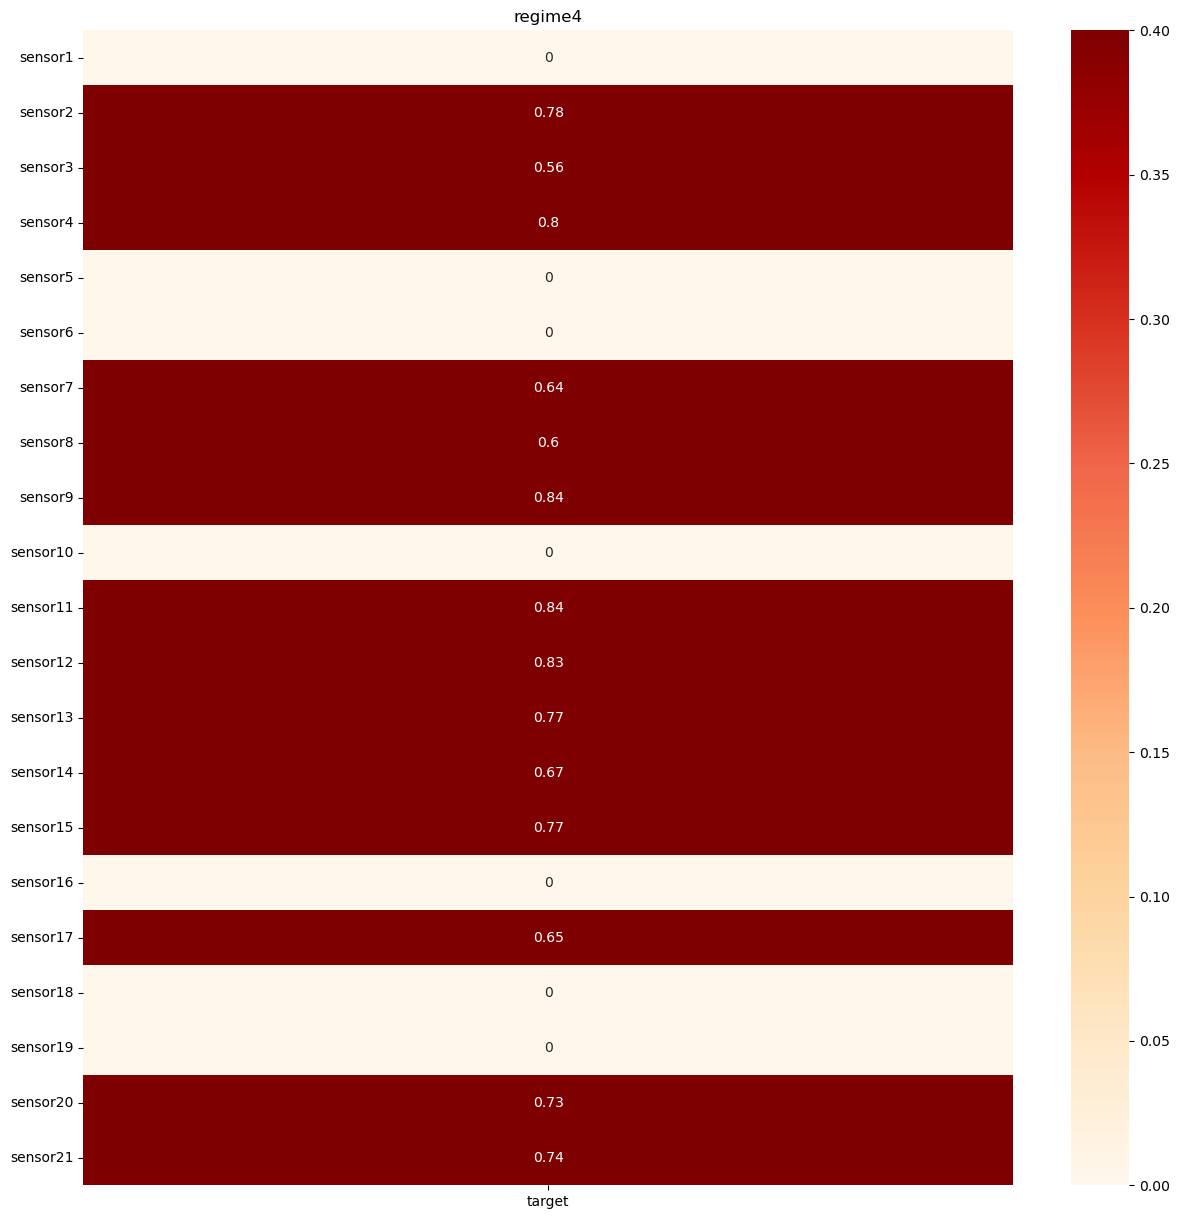 regime4
sensor1 0
sensor2 0.78
sensor3 0.56
sensor4 0.8
sensor5 0
sensor6 0
sensor7 0.64
sensor8 0.6
sensor9 0.84
sensor10 0
sensor11 0.84
sensor12 0.83
sensor13 0.77
sensor14 0.67
sensor15 0.77
sensor16 0
sensor17 0.65
sensor18 0
sensor19 0
sensor20 0.73
sensor21 0.74
target
0.40
0.35
0.30
0.25
0.20
0.15
0.10
0.05
0.00